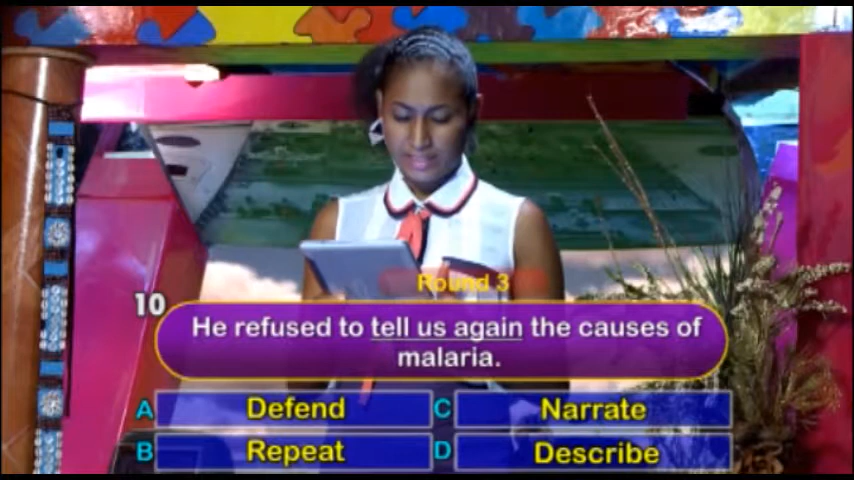 Round 3
10
He refused to tell us again the causes of
malaria.
A Defend
C Narrate
B Repeat
D Describe